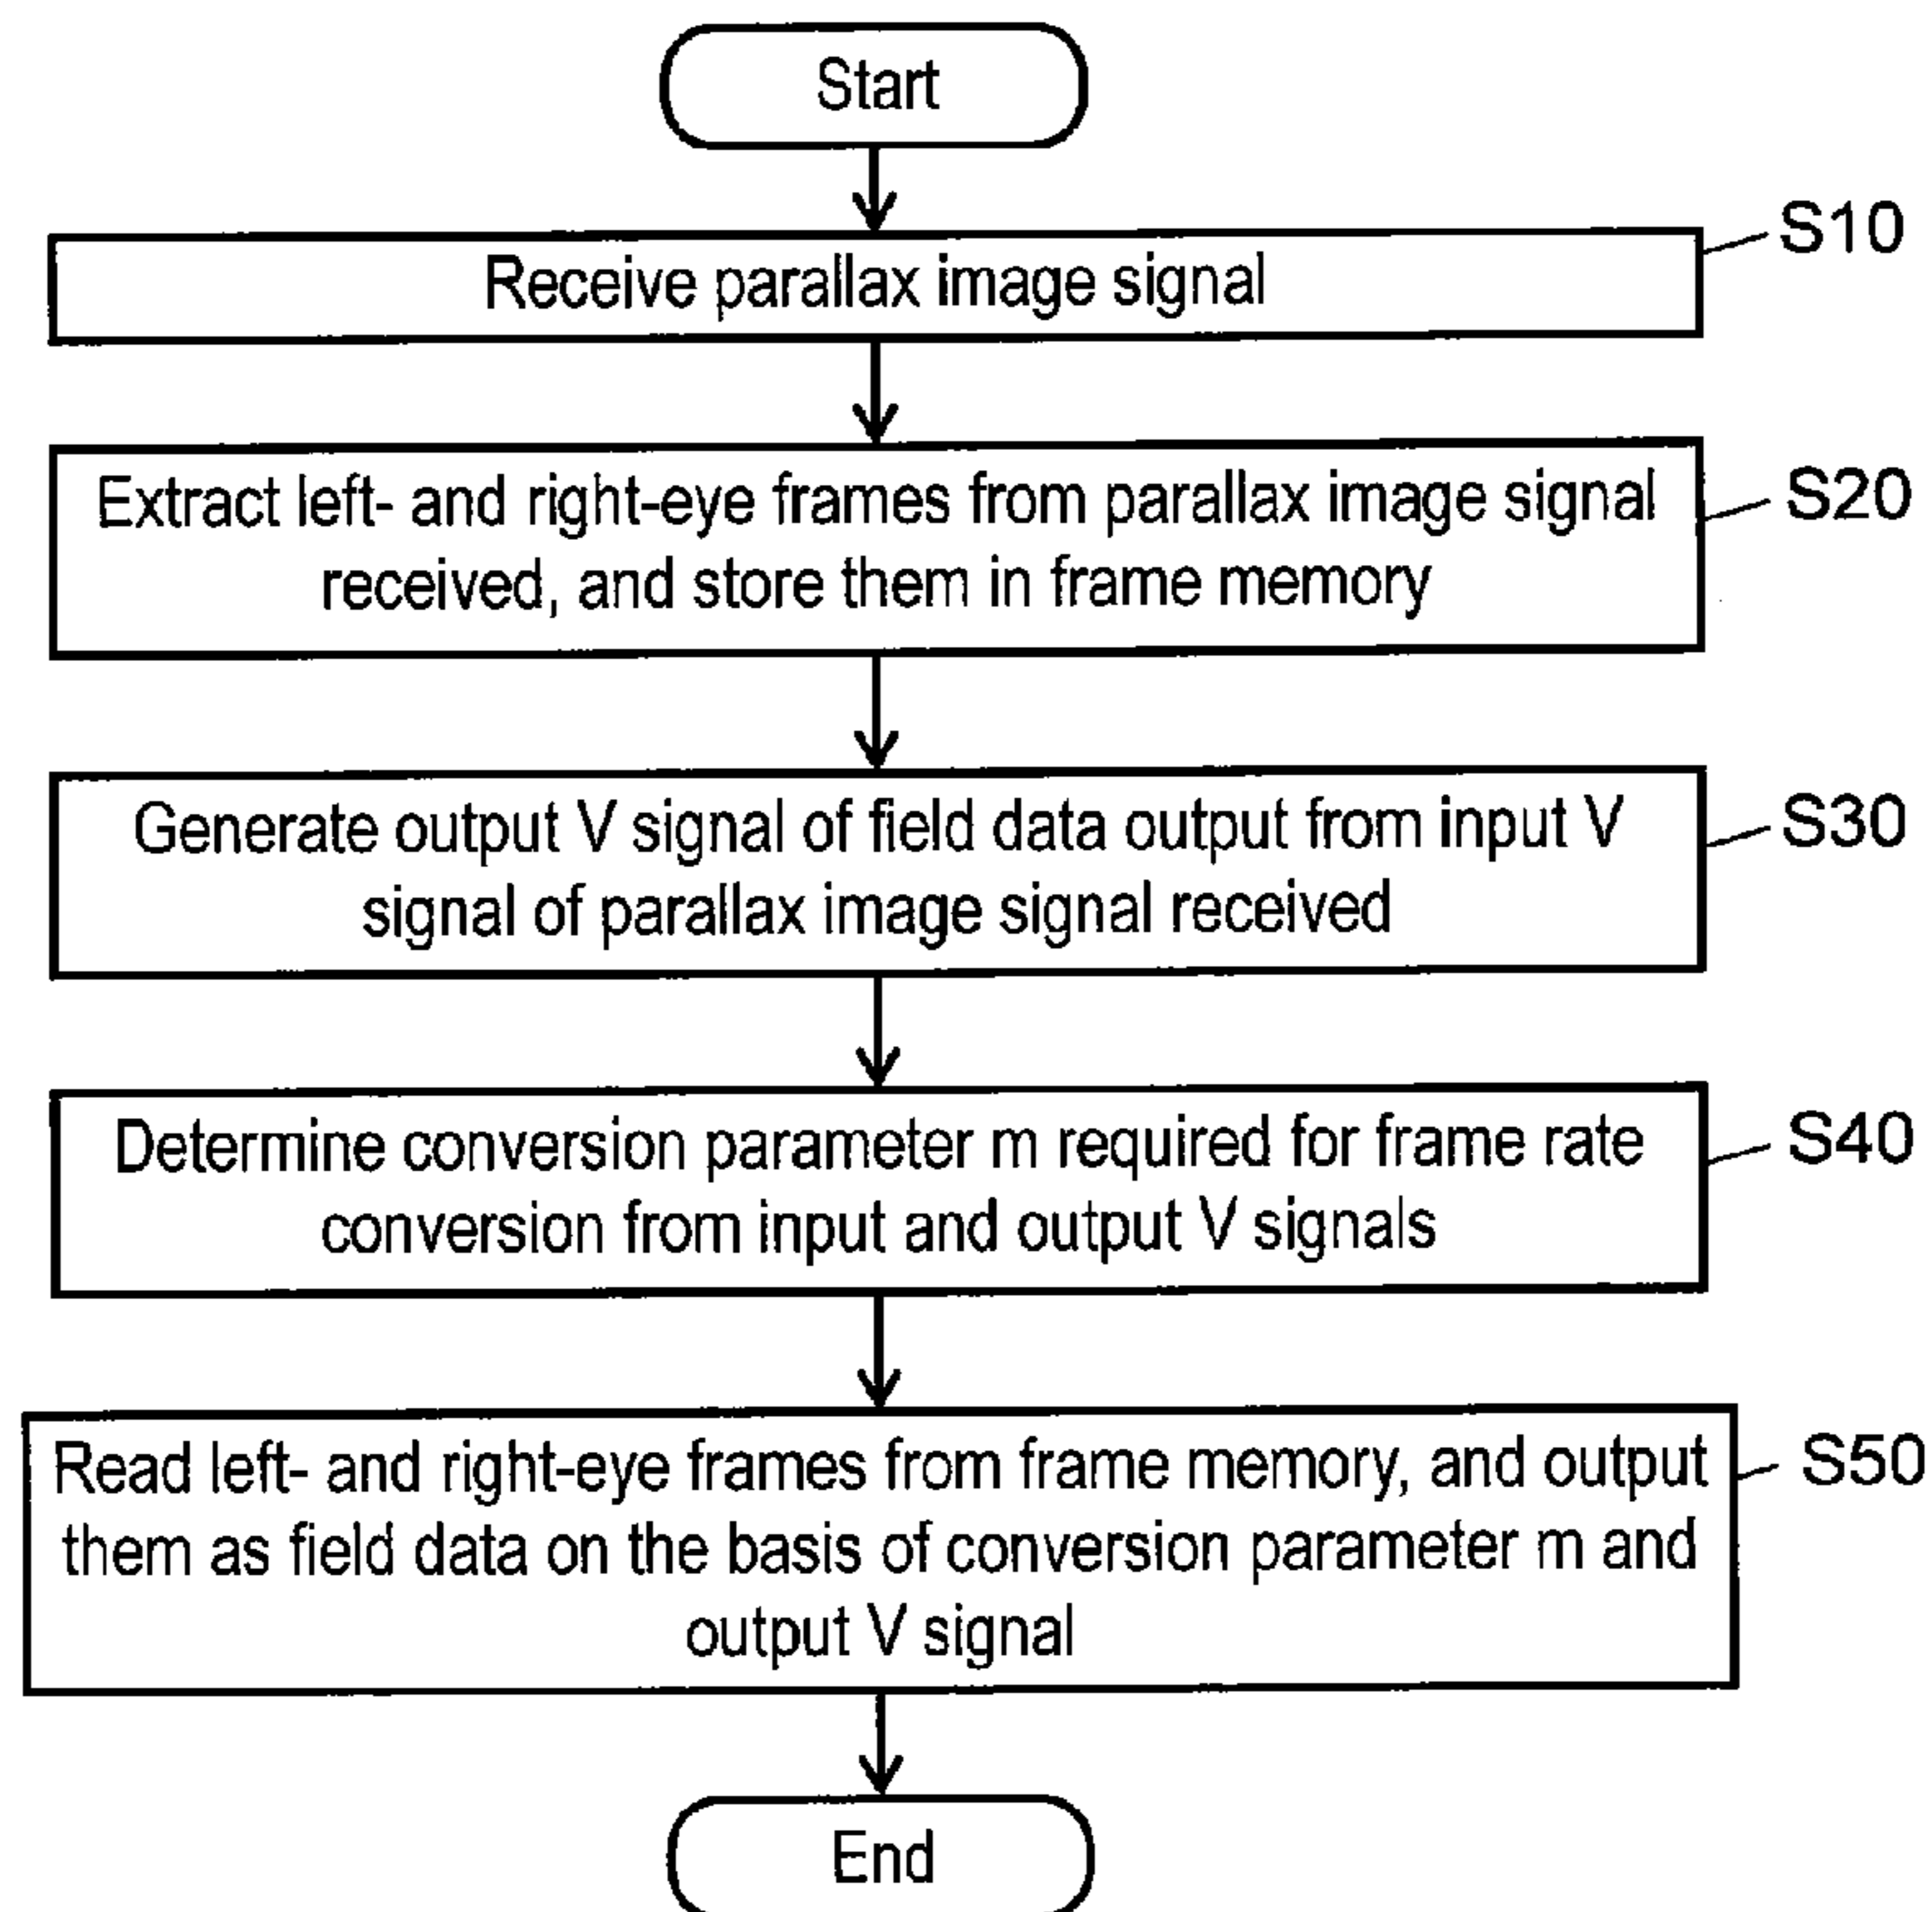 Start
S10
Receive parallax image signal
S20
Extract left- and right-eye frames from parallax image signal
received, and store them in frame memory
S30
Generate output V signal of field data output from input V
signal of parallax image signal received
S40
Determine conversion parameter m required for frame rate
conversion from input and output V signals
S50
Read left- and right-eye frames from frame memory, and output
them as field data on the basis of conversion parameter m and
output V signal
End